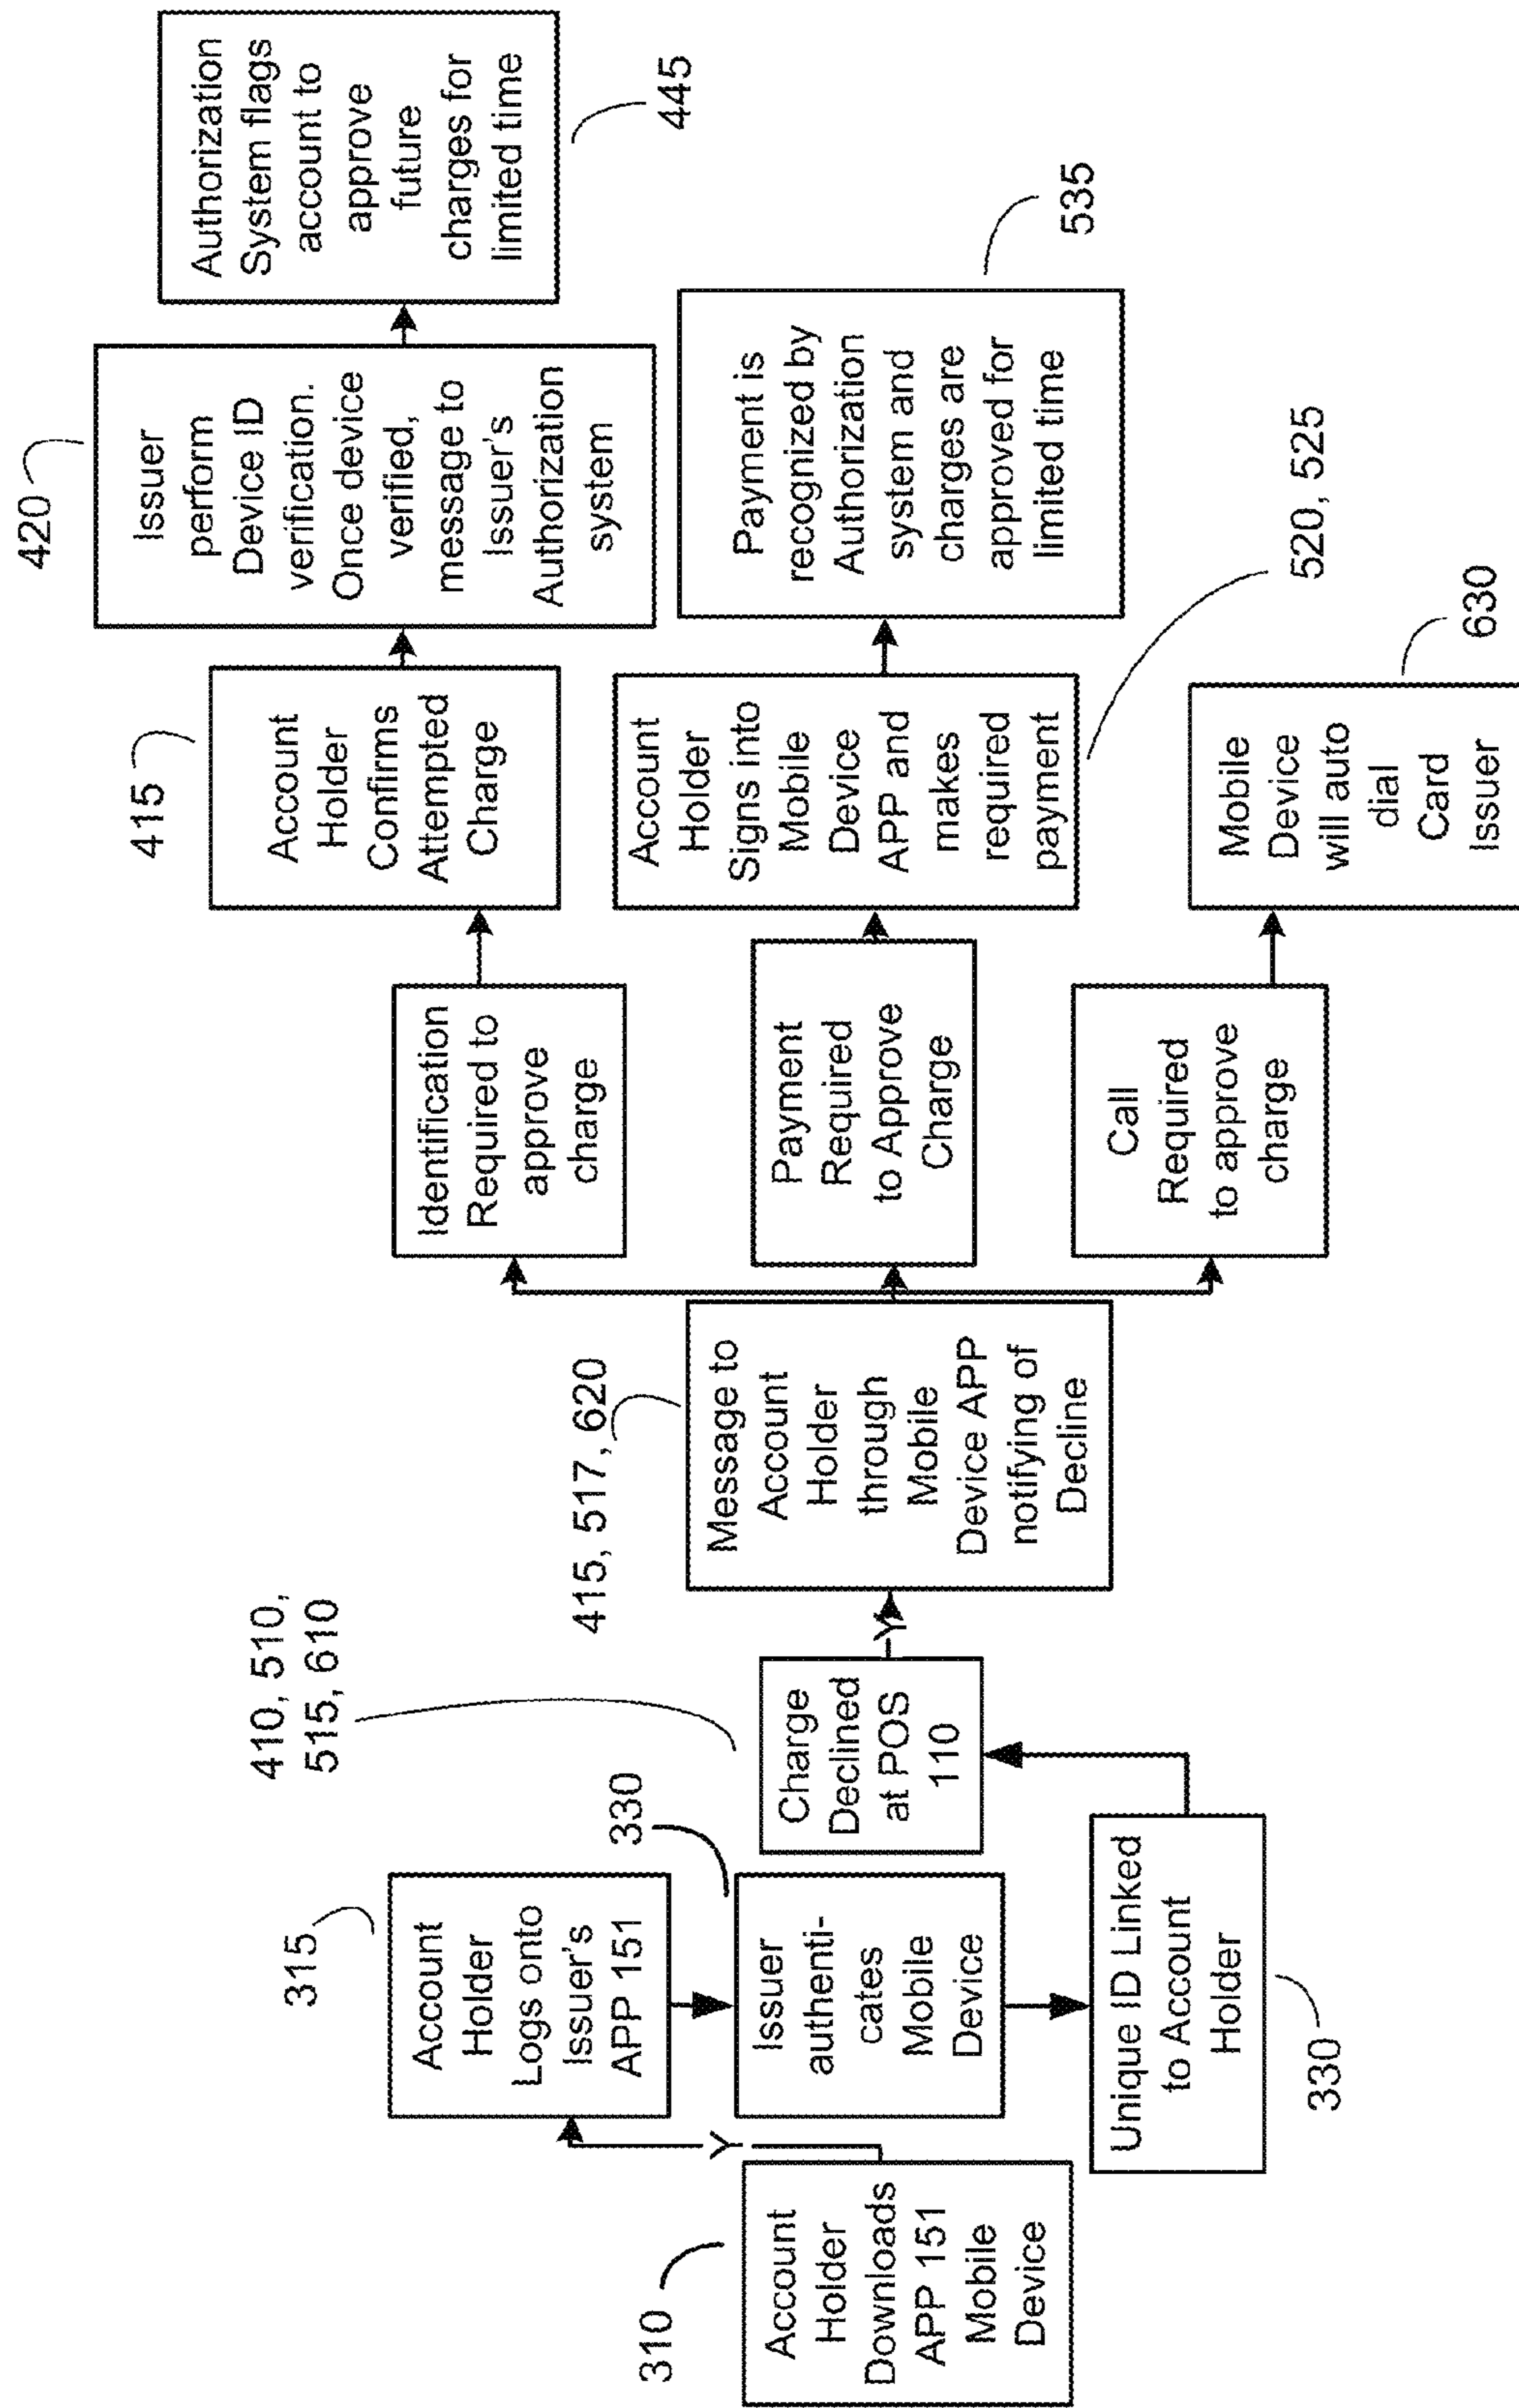 310
Account
Holder
Downloads
APP 151
Mobile
Device
Y
315
Account
Holder
Logs onto
Issuer's
APP 151
330
Issuer
authenti-
cates
Mobile
Device
Unique ID Linked
to Account
Holder
330
410, 510,
515, 610
Charge
Declined
at POS
110
Y
415, 517, 620
Message to
Account
Holder
through
Mobile
Device APP
notifying of
Decline
Identification
Required to
approve
charge
415
Account
Holder
Confirms
Attempted
Charge
420
Issuer
perform
Device ID
verification.
Once device
verified,
message to
Issuer's
Authorization
system
Authorization
System flags
account to
approve
future
charges for
limited time
445
Payment
Required
to Approve
Charge
Account
Holder
Signs into
Mobile
Device
APP and
makes
required
payment
520, 525
Payment is
recognized by
Authorization
system and
charges are
approved for
limited time
535
Call
Required
to approve
charge
Mobile
Device
will auto
dial
Card
Issuer
630